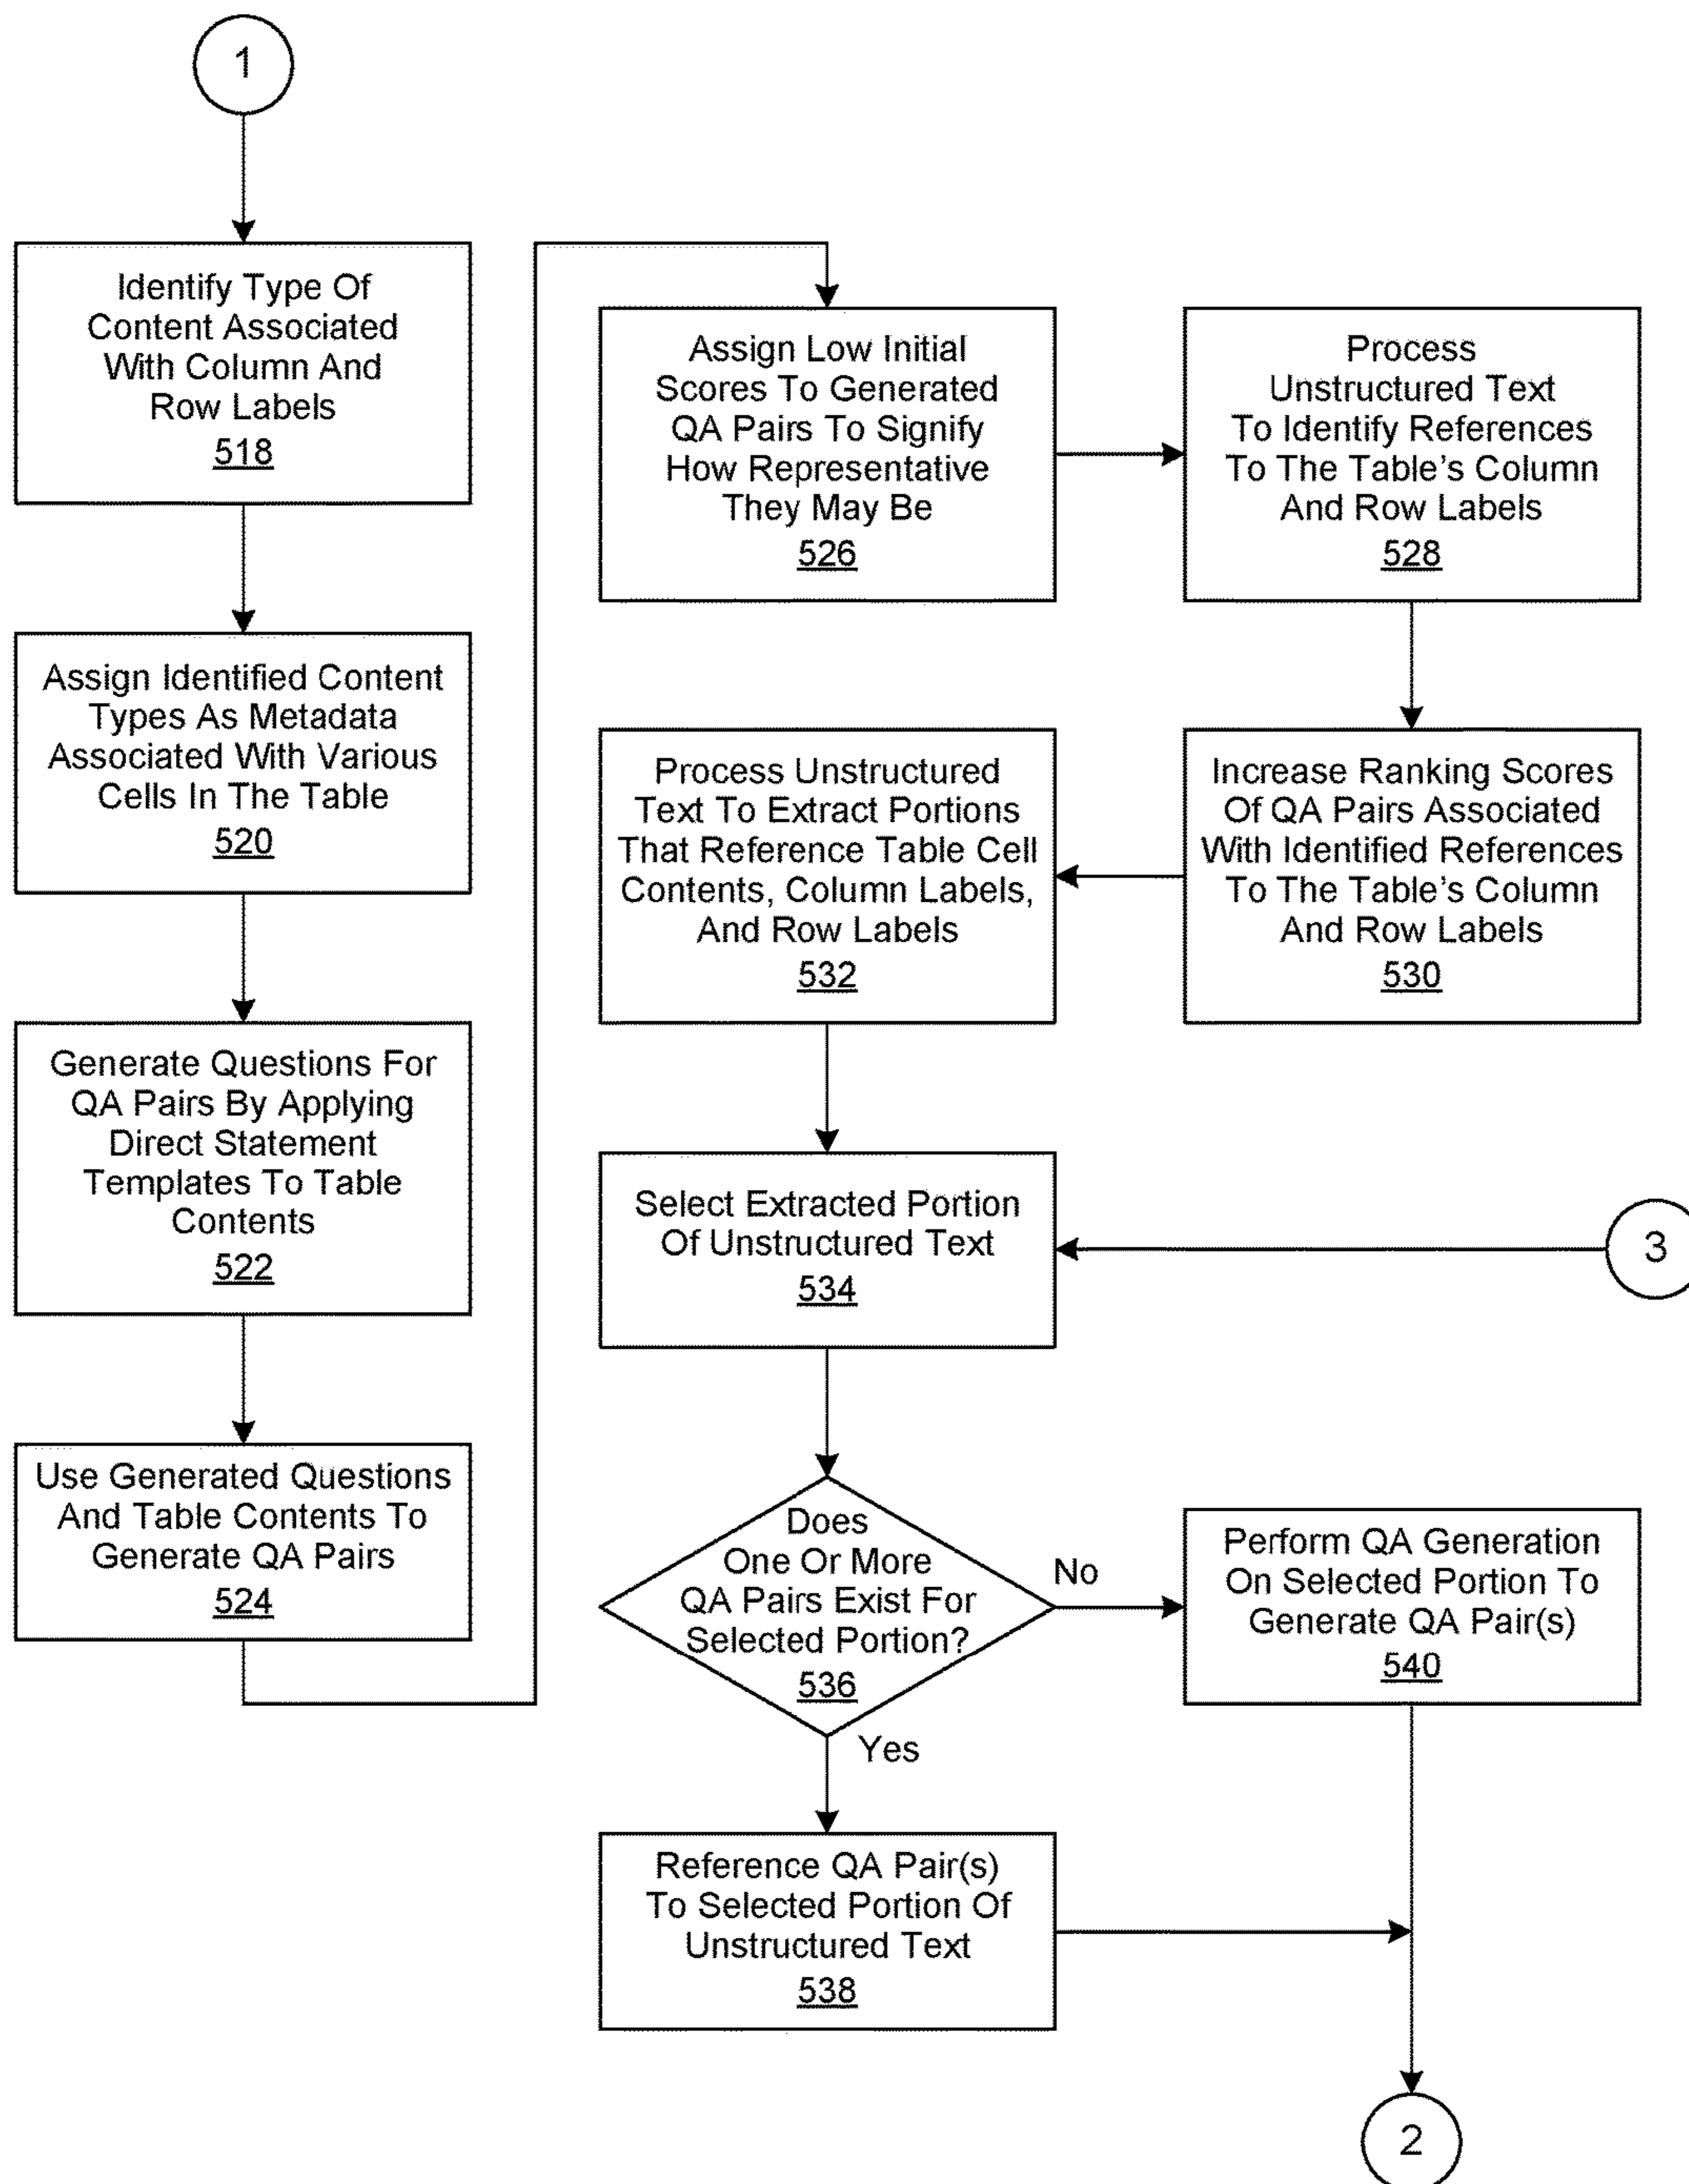 1
Identify Type Of
Content Associated
With Column And
Row Labels
518
Assign Identified Content
Types As Metadata
Associated With Various
Cells In The Table
520
Generate Questions For
QA Pairs By Applying
Direct Statement
Templates To Table
Contents
522
Use Generated Questions
And Table Contents To
Generate QA Pairs
524
Assign Low Initial
Scores To Generated
QA Pairs To Signify
How Representative
They May Be
526
Process
Unstructured Text
To Identify References
To The Table's Column
And Row Labels
528
Increase Ranking Scores
Of QA Pairs Associated
With Identified References
To The Table's Column
And Row Labels
530
Process Unstructured
Text To Extract Portions
That Reference Table Cell
Contents, Column Labels,
And Row Labels
532
Select Extracted Portion
Of Unstructured Text
534
3
Does
One Or More
QA Pairs Exist For
Selected Portion?
536
No
Perform QA Generation
On Selected Portion To
Generate QA Pair(s)
540
Yes
Reference QA Pair(s)
To Selected Portion Of
Unstructured Text
538
2